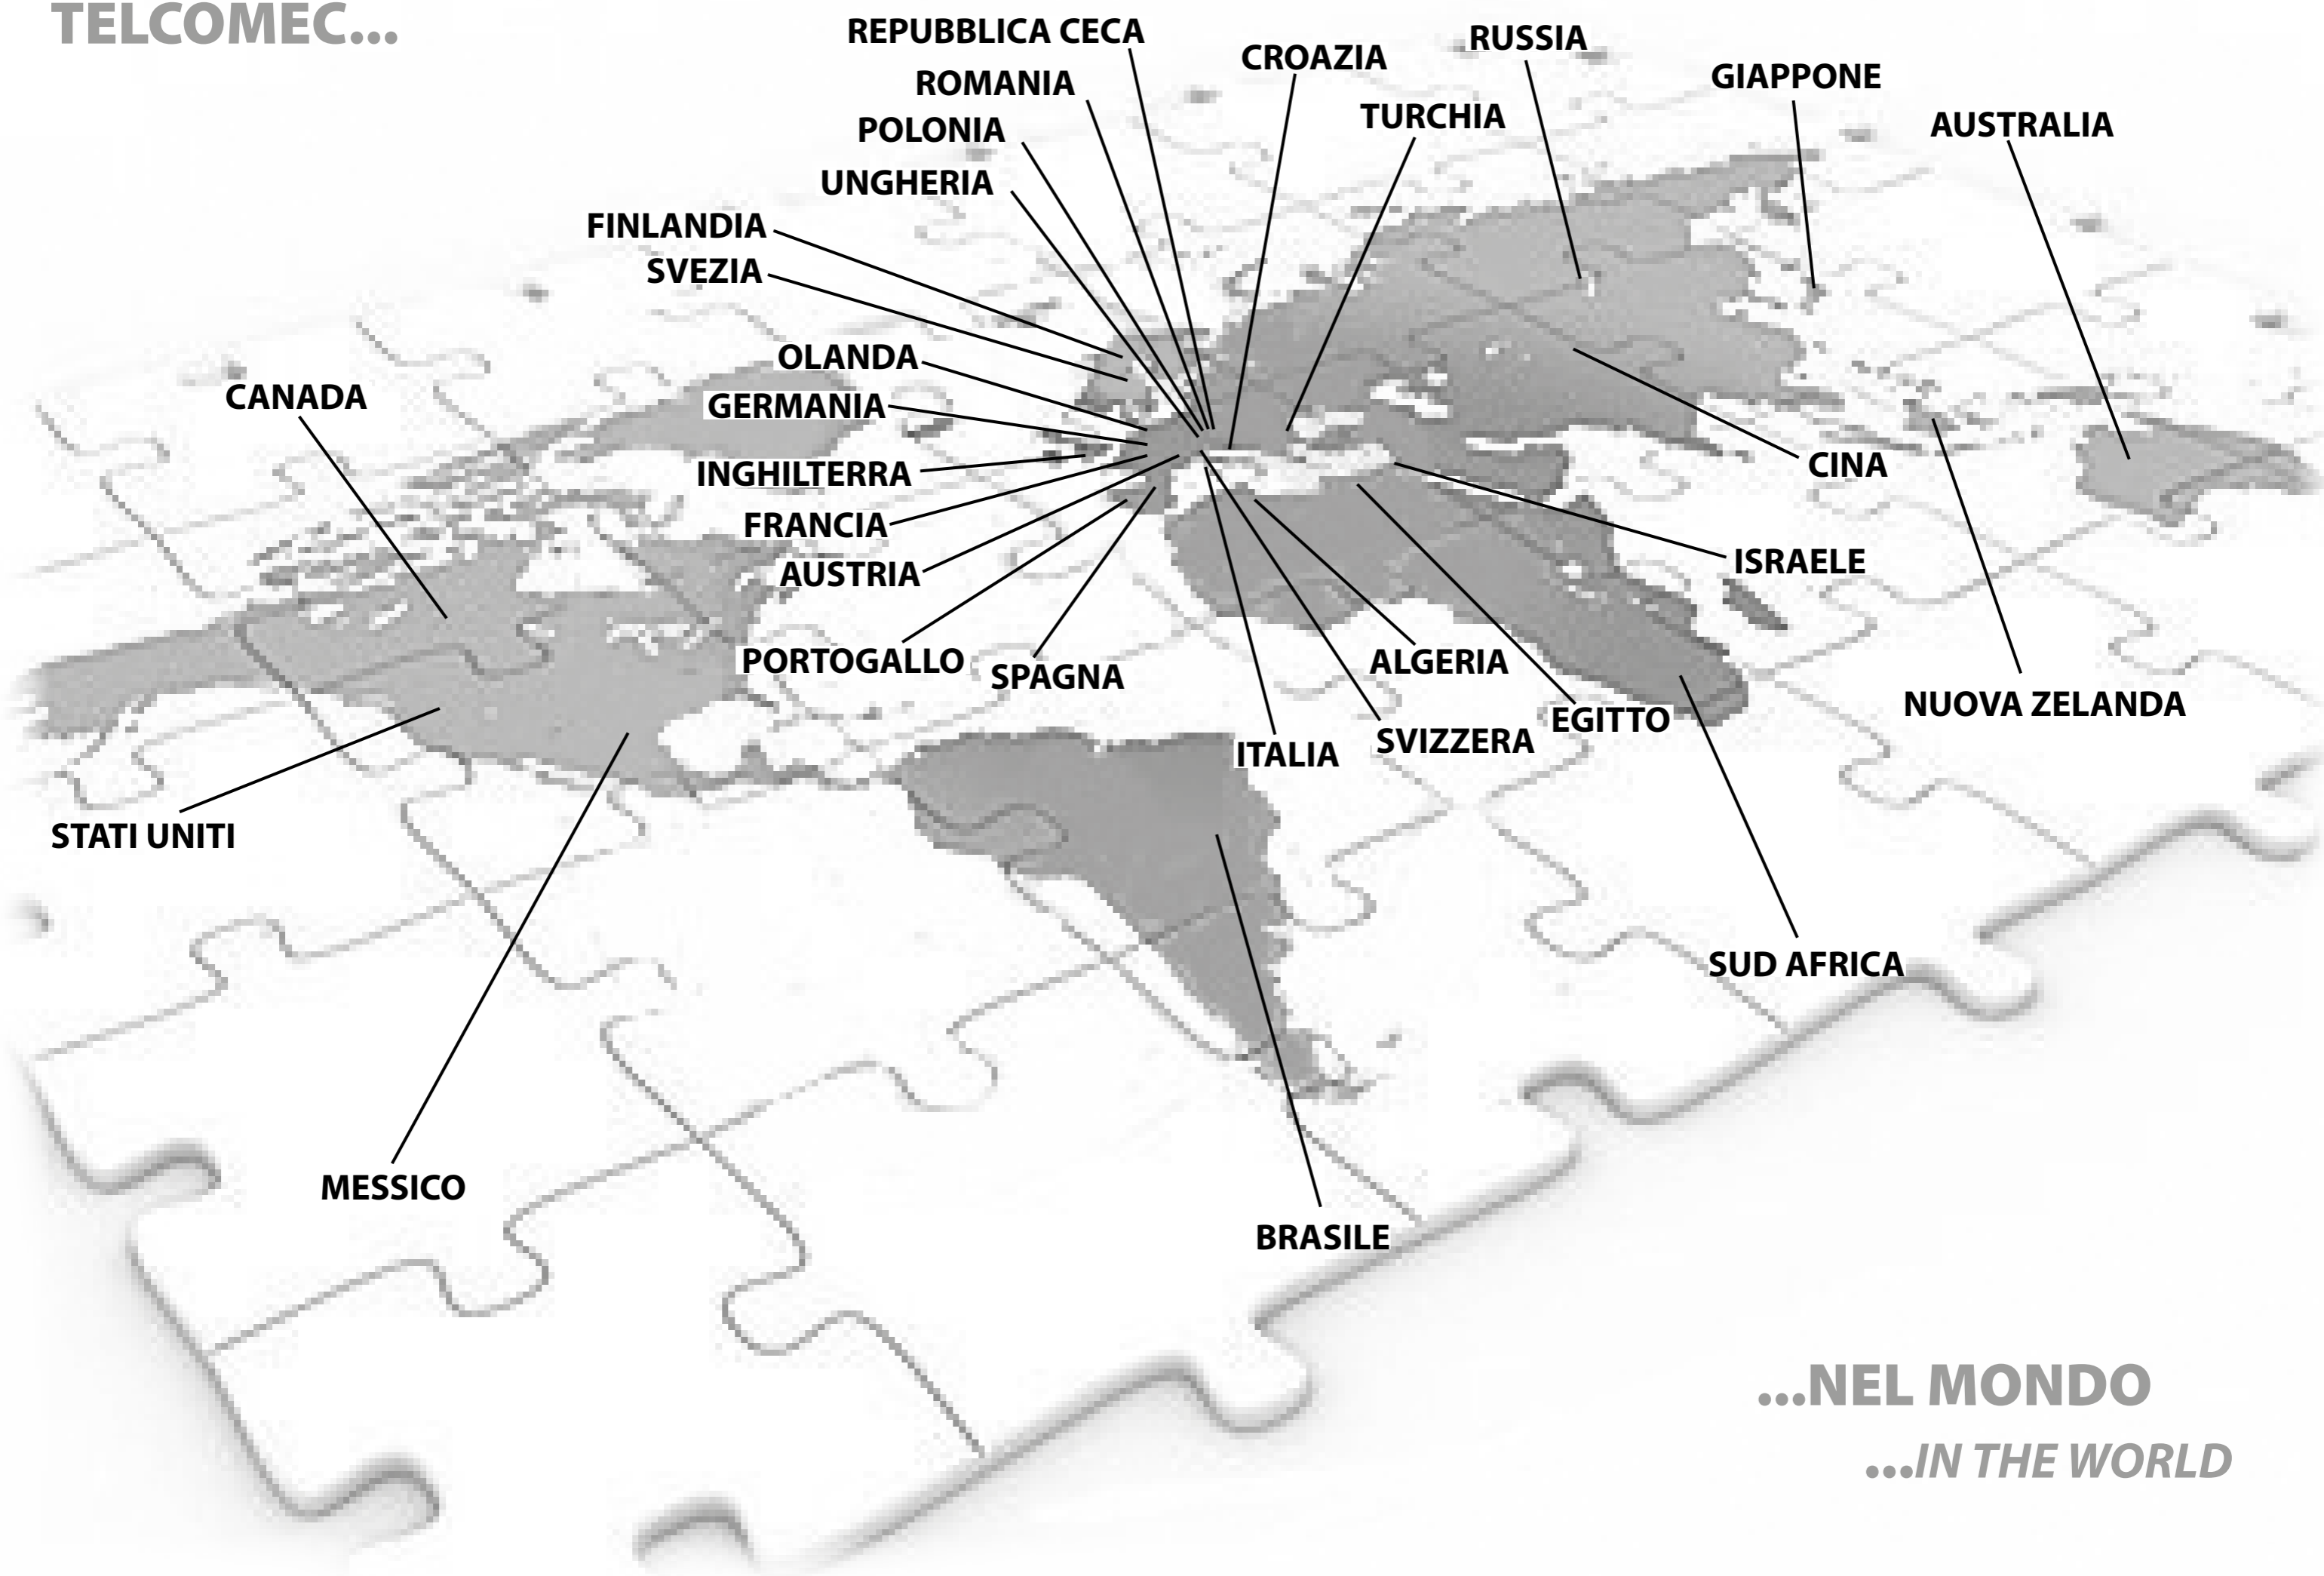 TELCOMEC...
REPUBBLICA CECA
ROMANIA
POLONIA
UNGHERIA
FINLANDIA
SVEZIA
OLANDA
GERMANIA
INGHILTERRA
FRANCIA
AUSTRIA
PORTOGALLO
SPAGNA
CROAZIA
TURCHIA
RUSSIA
GIAPPONE
AUSTRALIA
CANADA
STATI UNITI
MESSICO
CINA
ISRAELE
NUOVA ZELANDA
ALGERIA
EGITTO
SVIZZERA
ITALIA
SUD AFRICA
BRASILE
...NEL MONDO
...IN THE WORLD